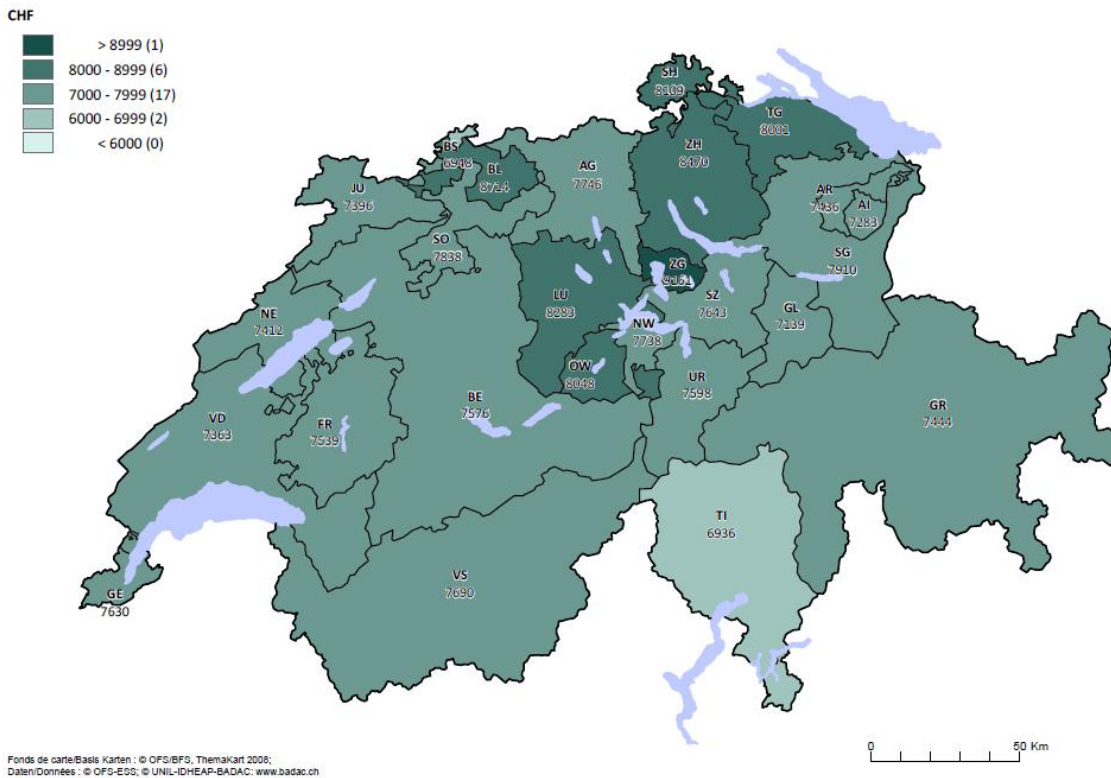 CHF
> 8999 (1)
8000 - 8999 (6)
7000 - 7999 (17)
6000 - 6999 (2)
< 6000 (0)
SH
8109
TG
8001
ZH
8470
BS
6948
BL
8714
AG
7746
JU
7396
AR
7436
AI
7283
SO
7838
SG
7910
ZG
9161
LU
8283
SZ
7643
NE
7412
GL
7139
NW
7738
OW
8048
UR
7598
BE
7576
GR
7444
VD
7363
FR
7539
TI
6936
VS
7690
GE
7630
0 50 Km
Fonds de carte/Basis Karten : © OFS/BFS, ThemaKart 2008;
Daten/Données : © OFS-ESS; © UNIL-IDHEAP-BADAC: www.badac.ch